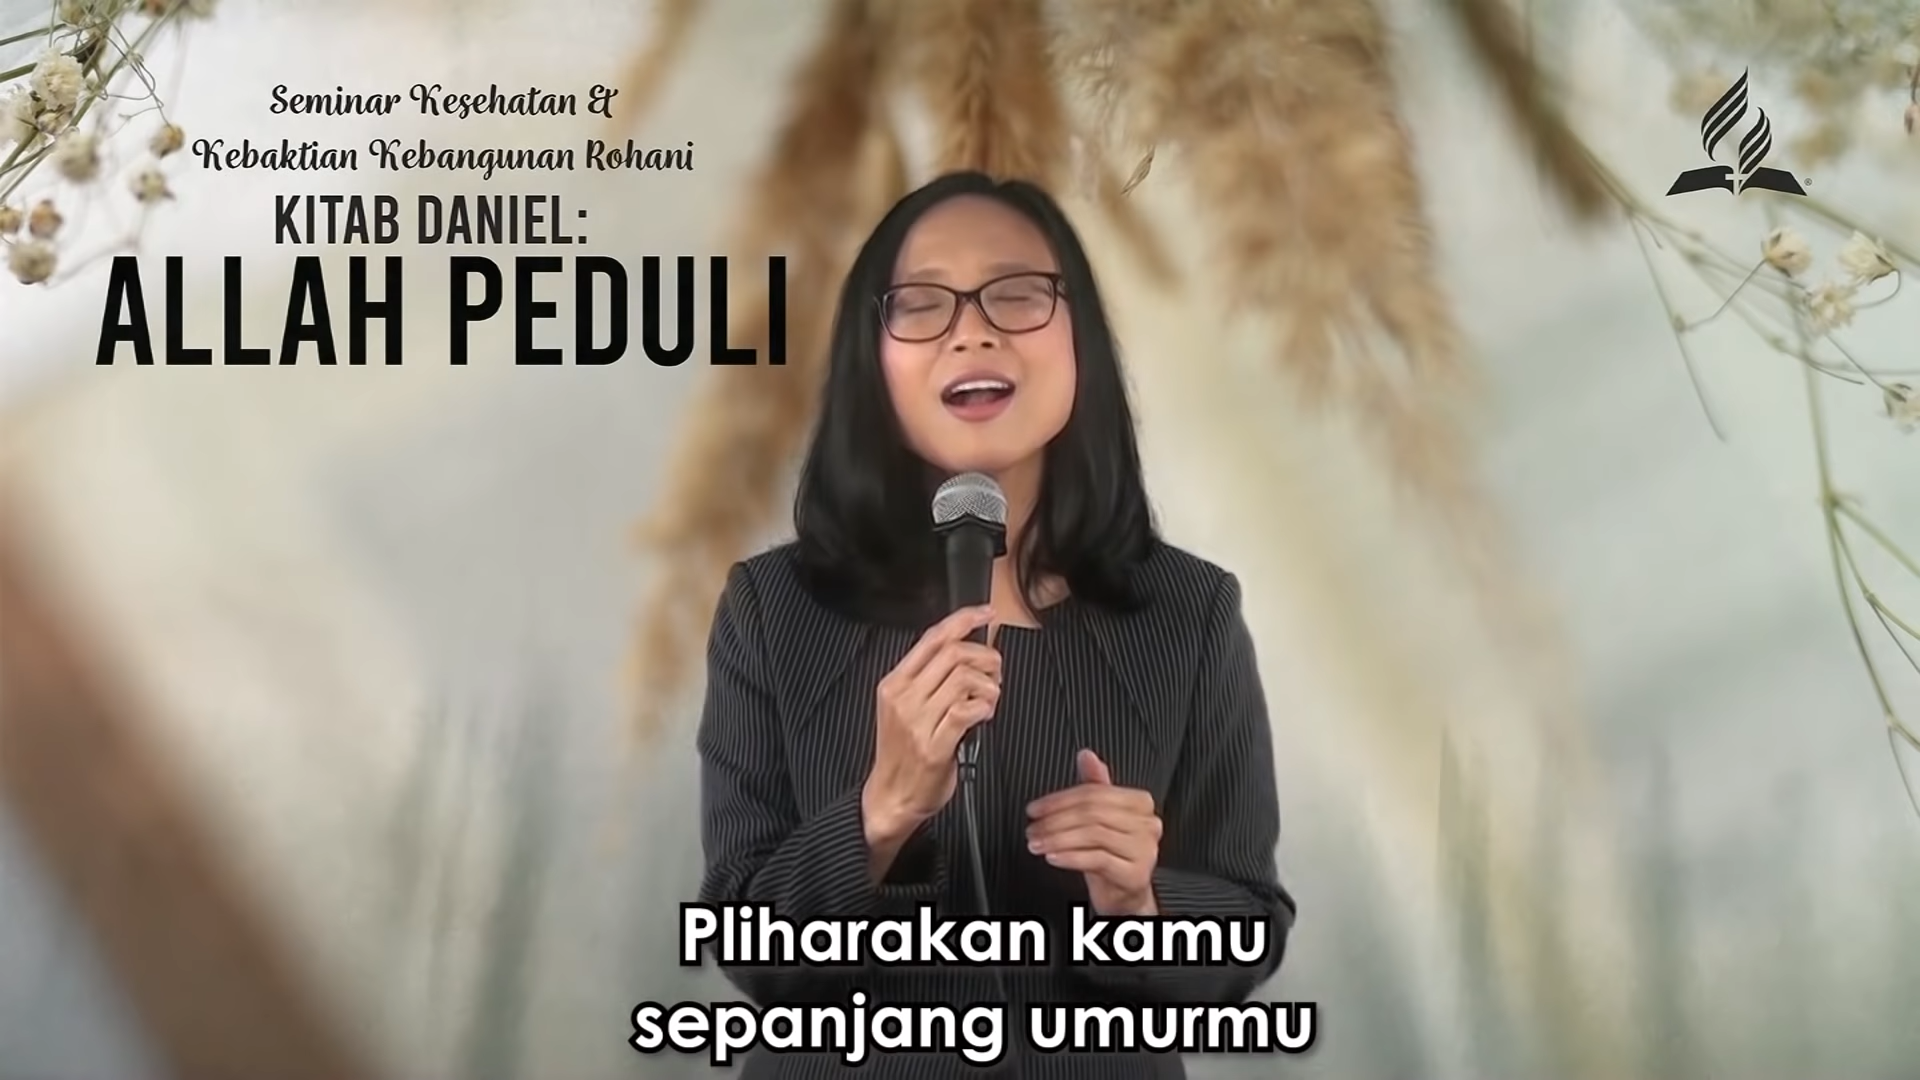 Seminar Kesehatan &
Kebaktian Kebangunan Rohani
KITAB DANIEL:
ALLAH PEDULI
Pliharakan kamu
sepanjang umurmu